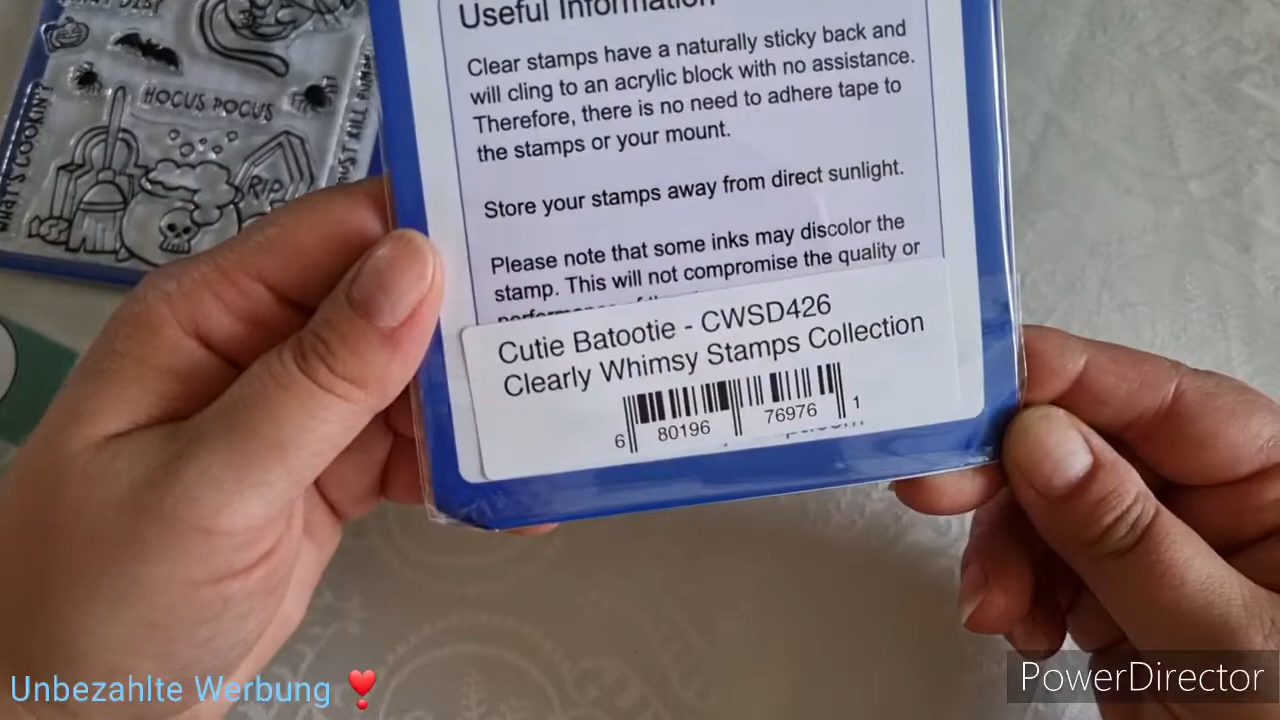 Useful Information
Clear stamps have a naturally sticky back and
will cling to an acrylic block with no assistance.
Therefore, there is no need to adhere tape to
the stamps or your mount.
Store your stamps away from direct sunlight.
Please note that some inks may discolor the
stamp. This will not compromise the quality or
Cutie Batootie - CWSD426
Clearly Whimsy Stamps Collection
6 80196 76976 1
HOCUS POCUS
WHAT'S COOKIN'?
RIP
Unbezahlte Werbung ❣
PowerDirector